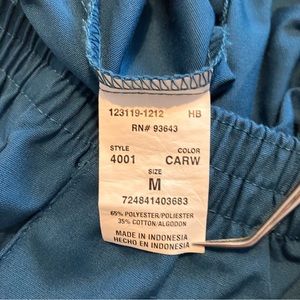 123119-1212 HB
RN# 93643
STYLE COLOR
4001 CARW
SIZE
M
724841403683
65% POLYESTER/POLIESTER
35% COTTON/ALGODON
MADE IN INDONESIA
HECHO EN INDONESIA